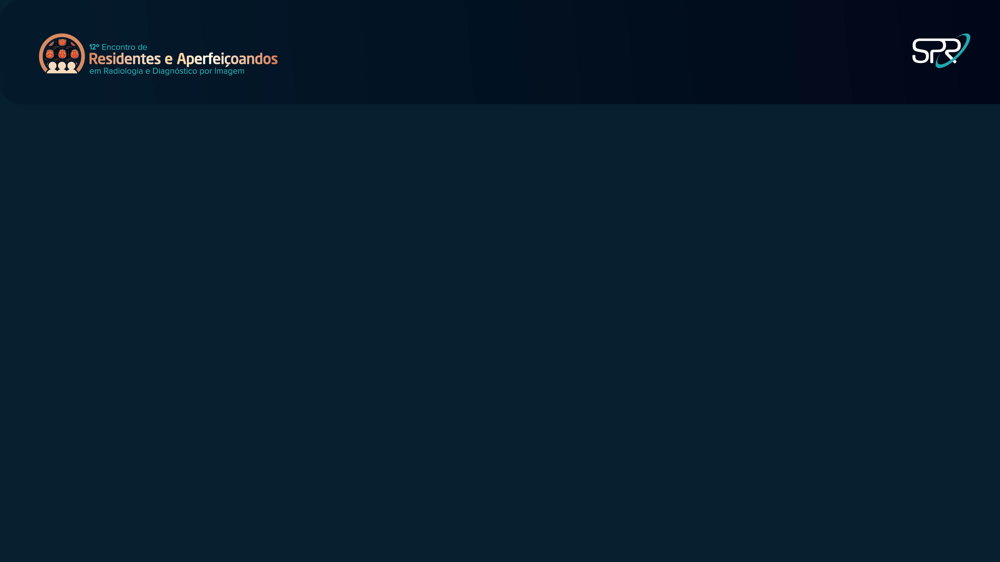 12º Encontro de
Residentes e Aperfeiçoandos
em Radiologia e Diagnóstico por Imagem
SPR